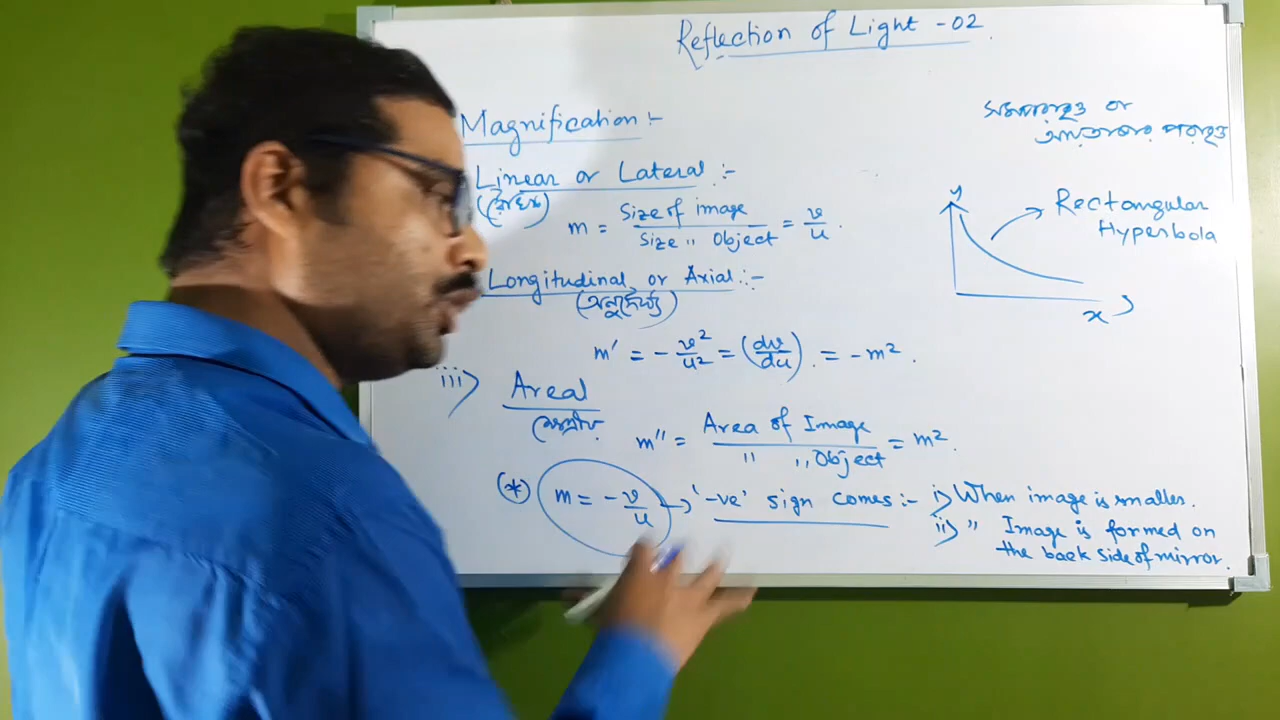 Reflection of Light - 02
Magnification :-
Linear or Lateral :-
m = Size of image / Size ,, Object = v/u .
Longitudinal or Axial :-
(অনুদৈর্ঘ্য)
m' = - v²/u² = (dv/du) = - m² .
iii) Areal
m'' = Area of Image / ,, ,, Object = m² .
(*) m = - v/u → '-ve' sign comes :- i) When image is smaller.
ii) ,, Image is formed on
the back side of mirror.
or
y
Rectangular
Hyperbola
x